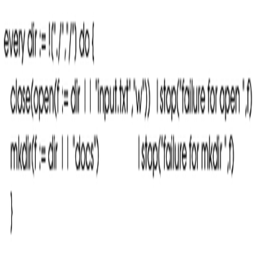 every dir := !["./","/"] do {
close(open(f := dir || "input.txt","w")) |stop("failure for open ",f)
mkdir(f := dir || "docs") |stop("failure for mkdir ",f)
}